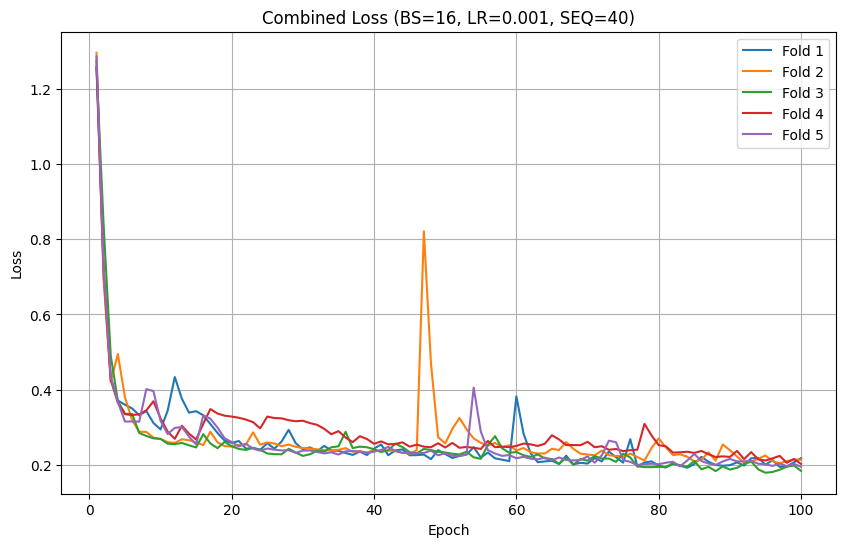 Combined Loss (BS=16, LR=0.001, SEQ=40)
Fold 1
Fold 2
Fold 3
Fold 4
Fold 5
1.2
1.0
0.8
0.6
0.4
0.2
Loss
0
20
40
60
80
100
Epoch